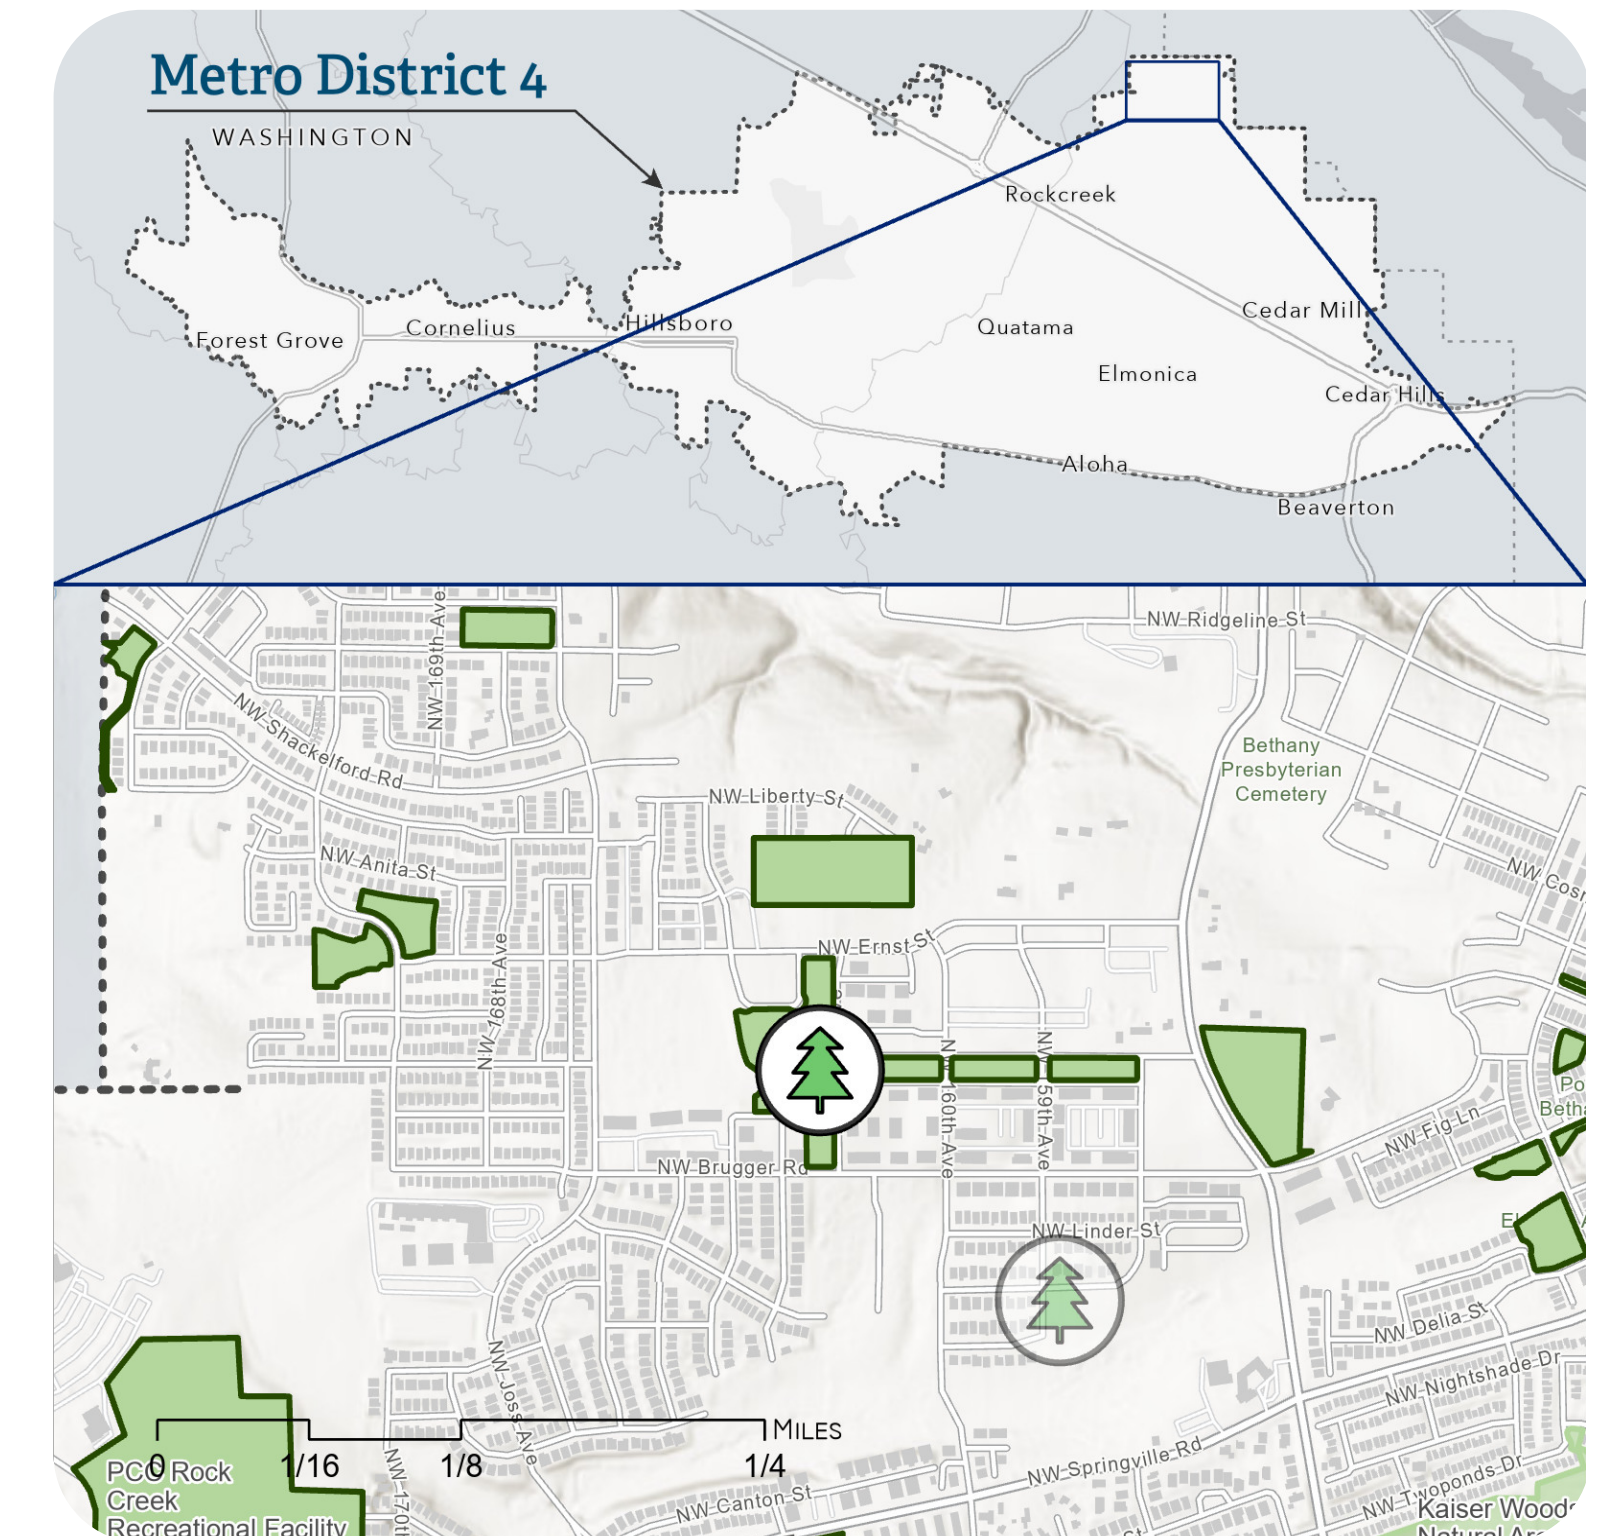 Metro District 4
WASHINGTON
Rockcreek
Cedar Mill
Hillsboro
Cornelius
Quatama
Forest Grove
Elmonica
Cedar Hills
Aloha
Beaverton
NW Ridgeline St
NW 169th Ave
NW Shackelford Rd
Bethany
Presbyterian
Cemetery
NW Liberty St
NW Anita St
NW Ernst St
NW 168th Ave
NW 160th Ave
NW 159th Ave
NW Fig Ln
NW Brugger Rd
NW Linder St
NW Delia St
NW Nightshade Dr
NW Joss Ave
MILES
0 1/16 1/8 1/4
PCC Rock
Creek
Recreational Facility
NW Springville Rd
NW Canton St
NW Twoponds Dr
Kaiser Woods
St